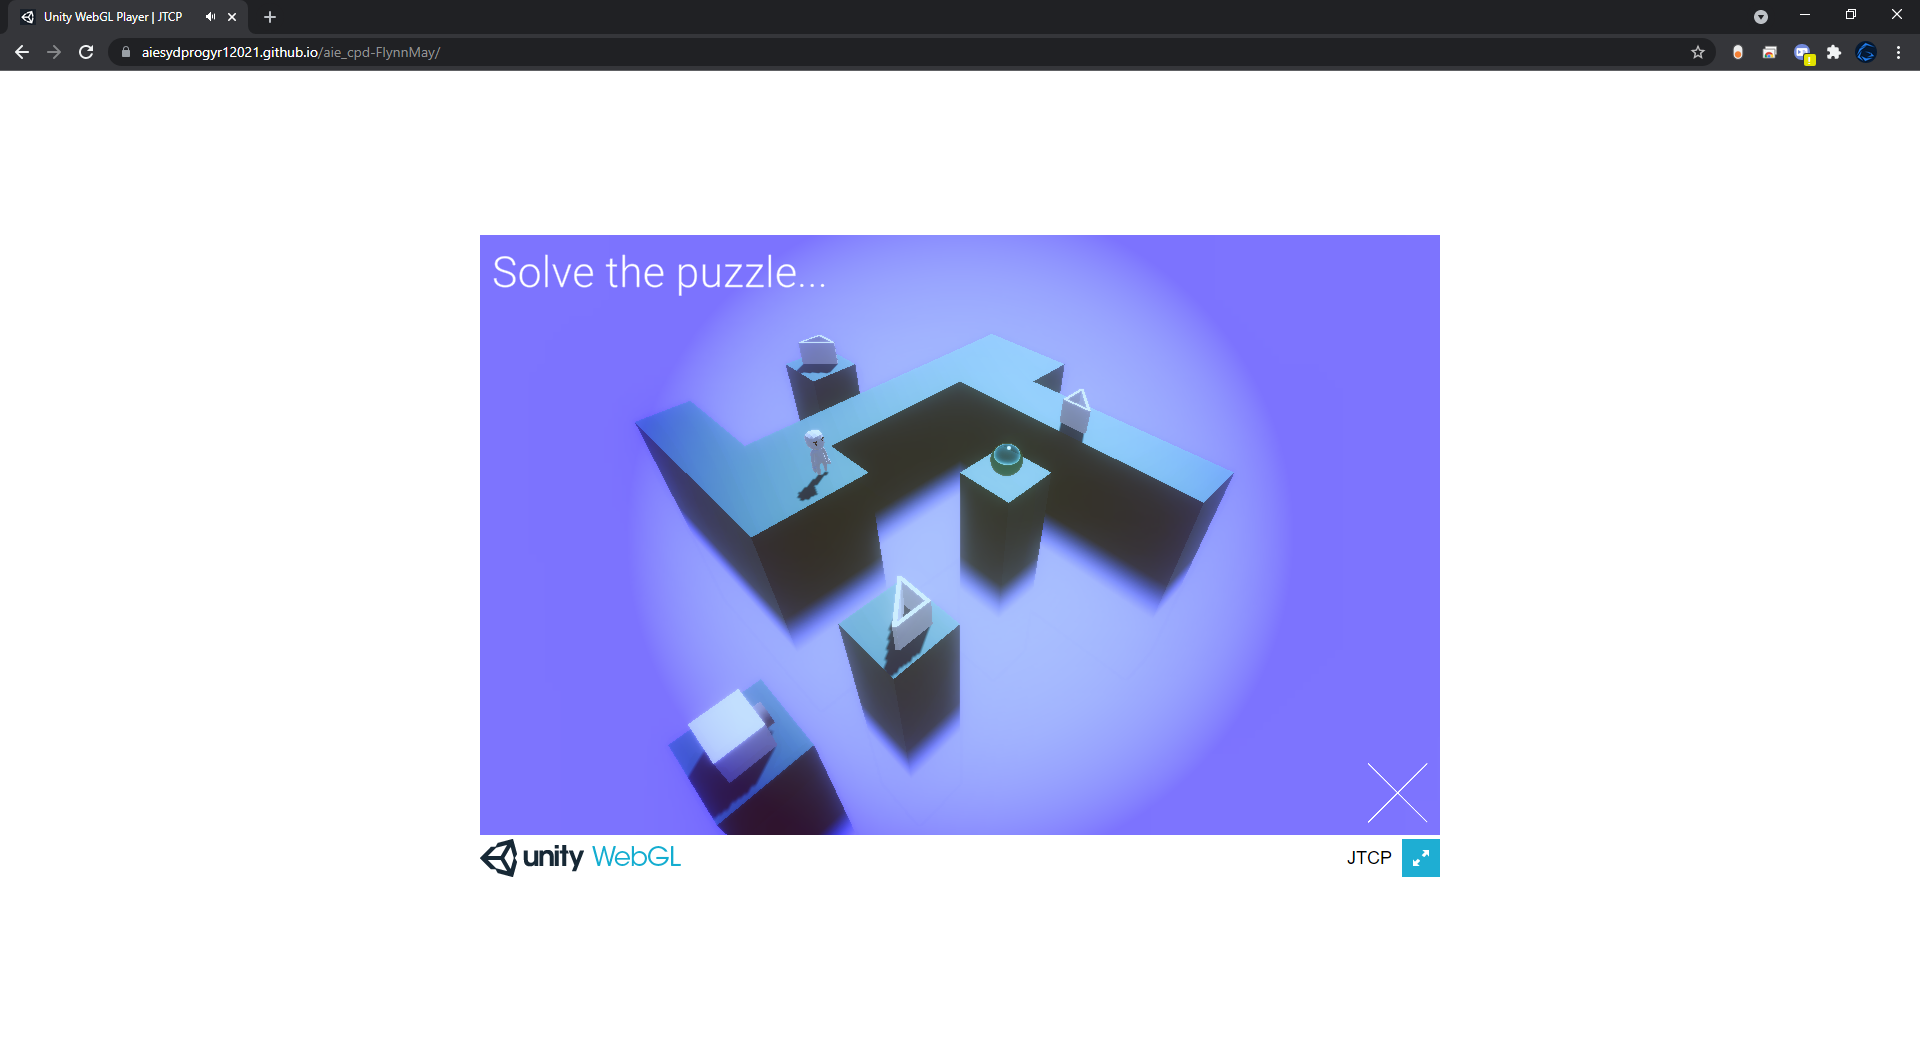 Unity WebGL Player | JTCP
aiesydprogyr12021.github.io/aie_cpd-FlynnMay/
Solve the puzzle...
unity WebGL
JTCP